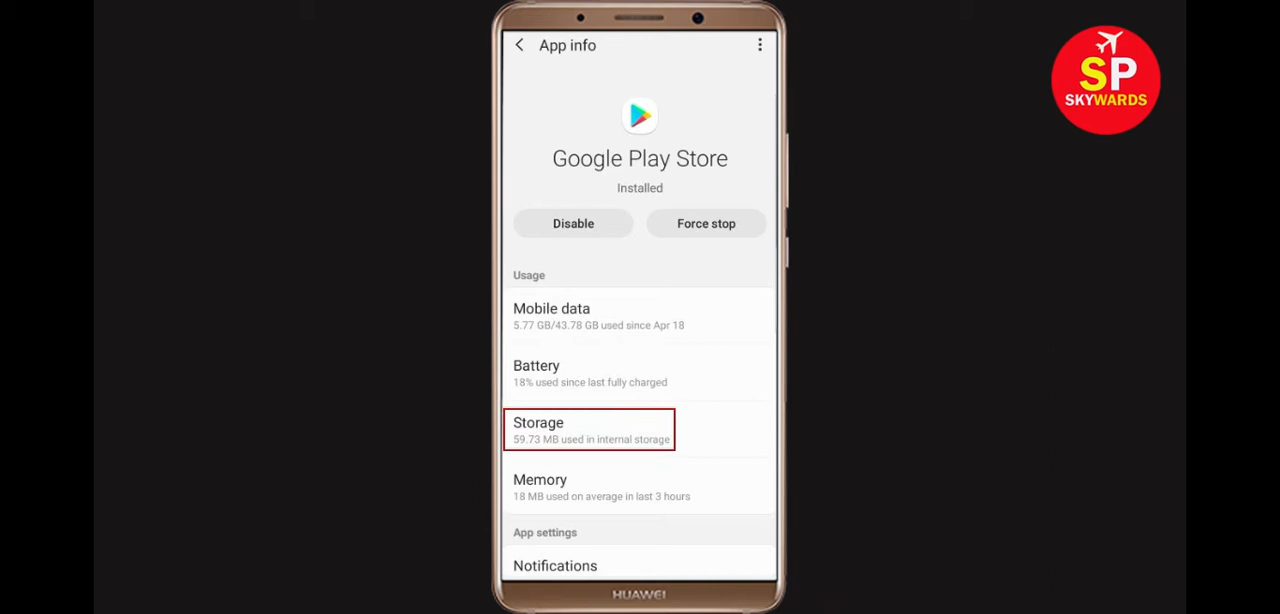 App info
SP
SKYWARDS
Google Play Store
Installed
Disable
Force stop
Usage
Mobile data
5.77 GB/43.78 GB used since Apr 18
Battery
18% used since last fully charged
Storage
59.73 MB used in internal storage
Memory
18 MB used on average in last 3 hours
App settings
Notifications
HUAWEI